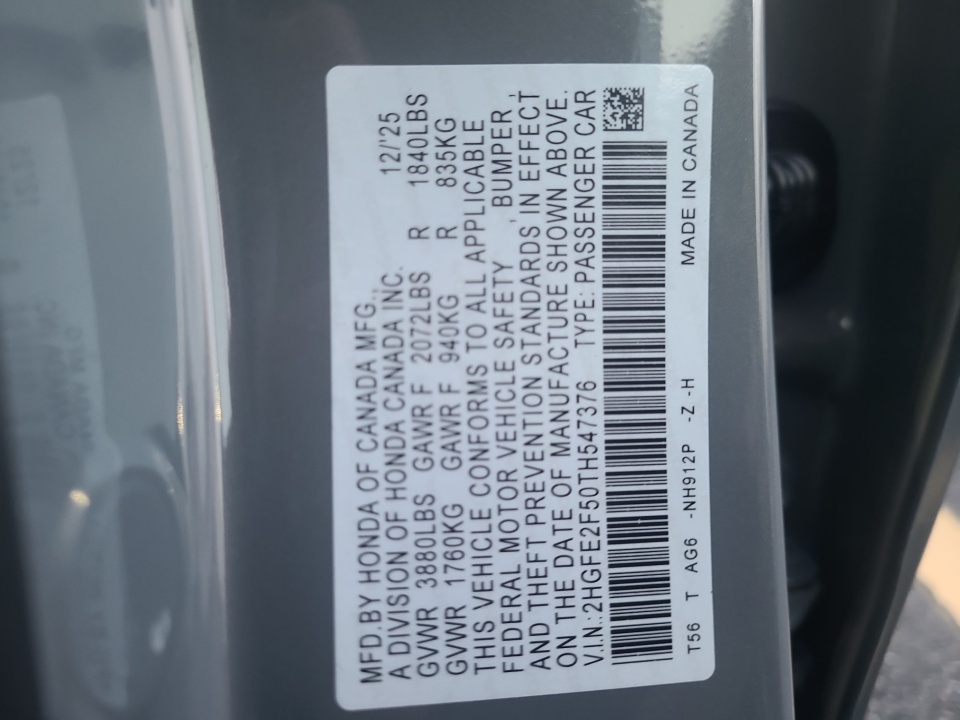 MFD.BY HONDA OF CANADA MFG.,
A DIVISION OF HONDA CANADA INC. 12/'25
GVWR 3880LBS GAWR F 2072LBS R 1840LBS
GVWR 1760KG GAWR F 940KG R 835KG
THIS VEHICLE CONFORMS TO ALL APPLICABLE
FEDERAL MOTOR VEHICLE SAFETY , BUMPER ,
AND THEFT PREVENTION STANDARDS IN EFFECT
ON THE DATE OF MANUFACTURE SHOWN ABOVE.
V.I.N:2HGFE2F50TH547376 TYPE: PASSENGER CAR
T56 T AG6 -NH912P -Z -H MADE IN CANADA